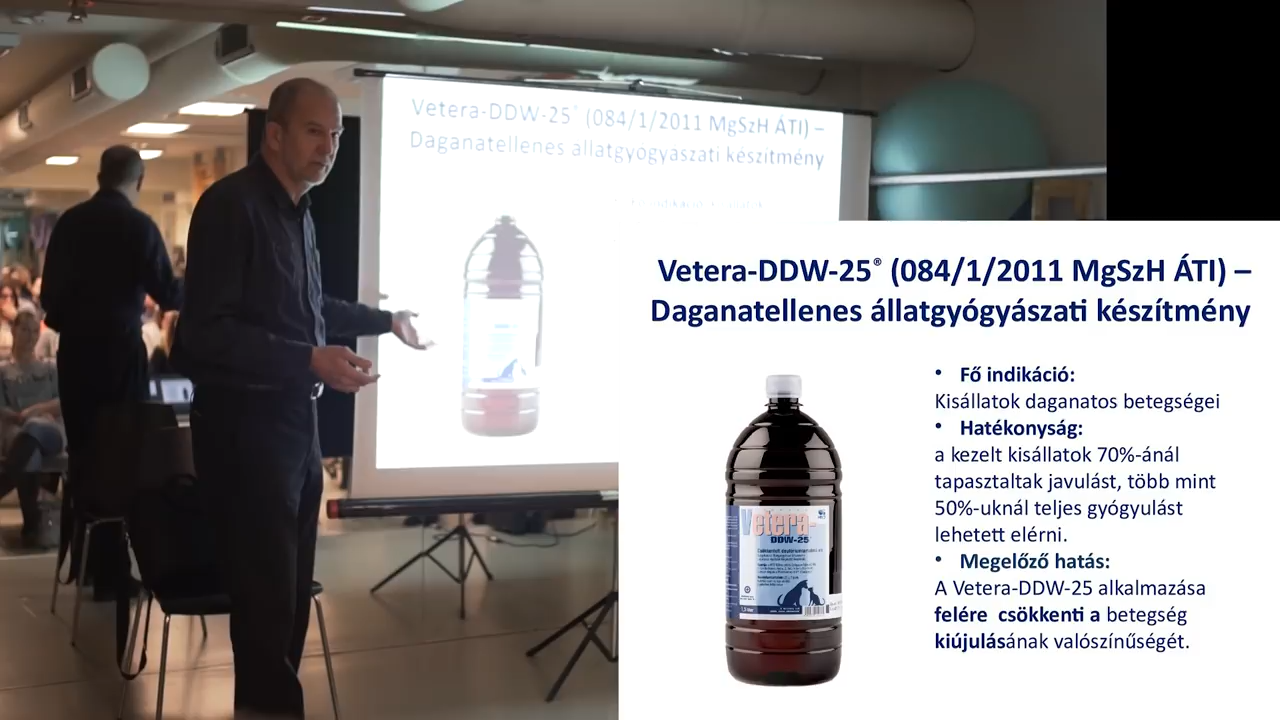 Vetera-DDW-25® (084/1/2011 MgSzH ÁTI) –
Daganatellenes állatgyógyászati készítmény
Vetera-DDW-25® (084/1/2011 MgSzH ÁTI) –
Daganatellenes állatgyógyászati készítmény
• Fő indikáció:
Kisállatok daganatos betegségei
• Hatékonyság:
a kezelt kisállatok 70%-ánál
tapasztaltak javulást, több mint
50%-uknál teljes gyógyulást
lehetett elérni.
• Megelőző hatás:
A Vetera-DDW-25 alkalmazása
felére csökkenti a betegség
kiújulásának valószínűségét.
Vetera-
DDW-25